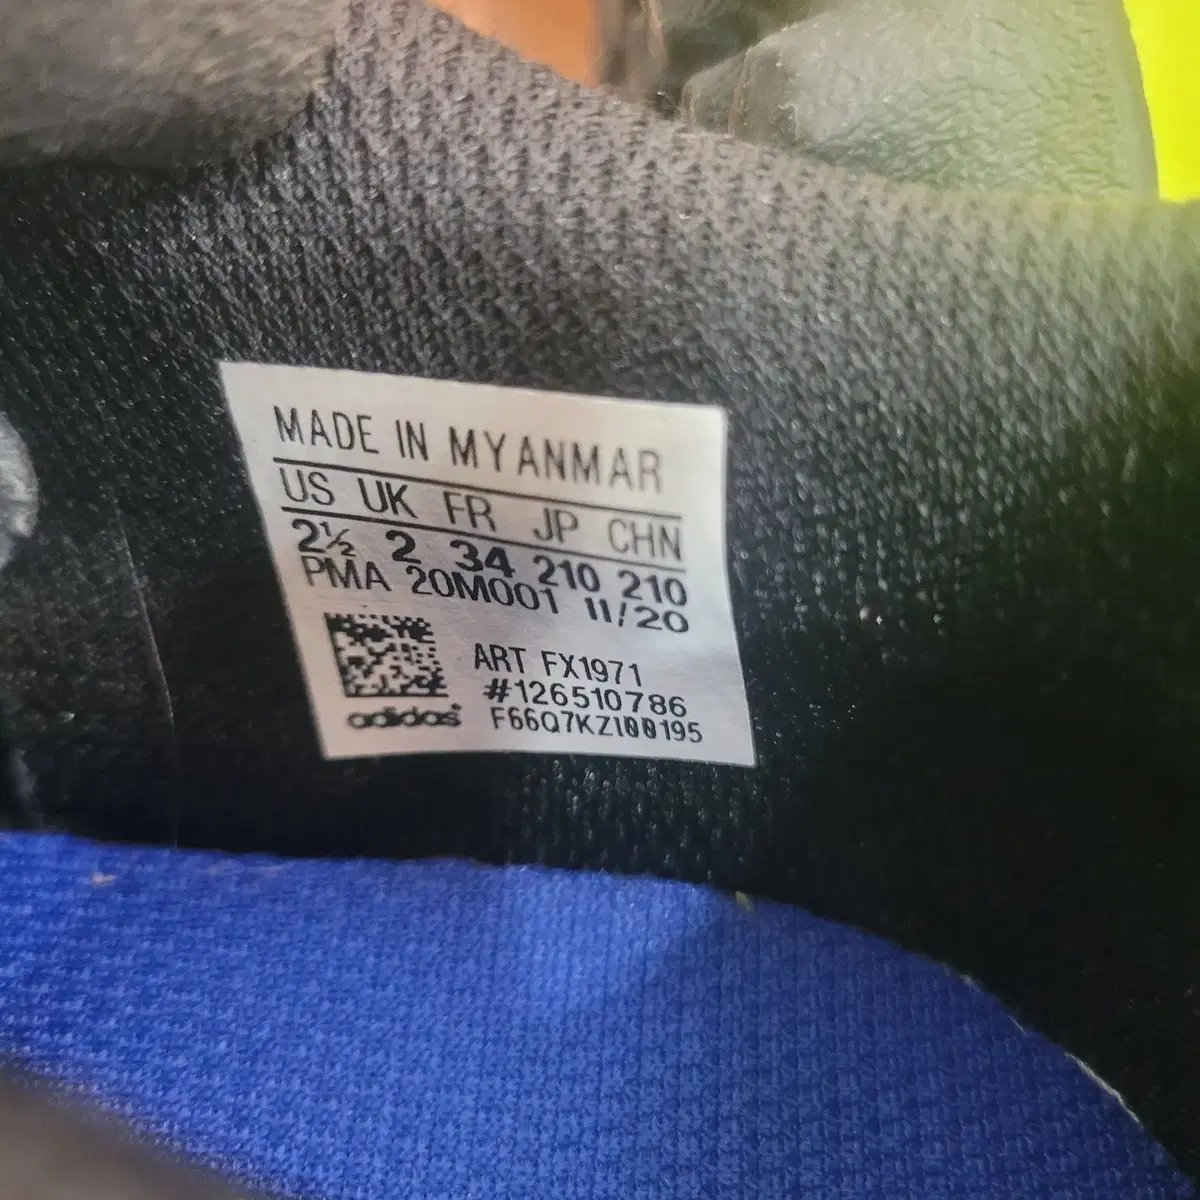 MADE IN MYANMAR
US UK FR JP CHN
2½ 2 34 210 210
PMA 20M001 11/20
ART FX1971
#126510786
adidas
F66Q7KZ100195